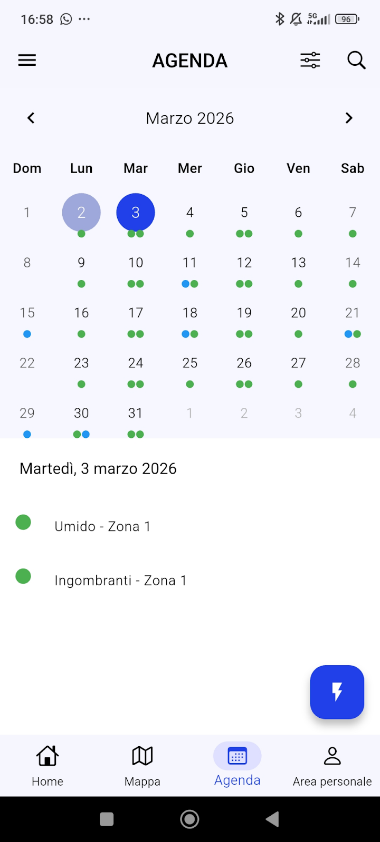 16:58 ... 5G 96
AGENDA
Marzo 2026
Dom Lun Mar Mer Gio Ven Sab
1 2 3 4 5 6 7
8 9 10 11 12 13 14
15 16 17 18 19 20 21
22 23 24 25 26 27 28
29 30 31 1 2 3 4
Martedì, 3 marzo 2026
Umido - Zona 1
Ingombranti - Zona 1
Home Mappa Agenda Area personale